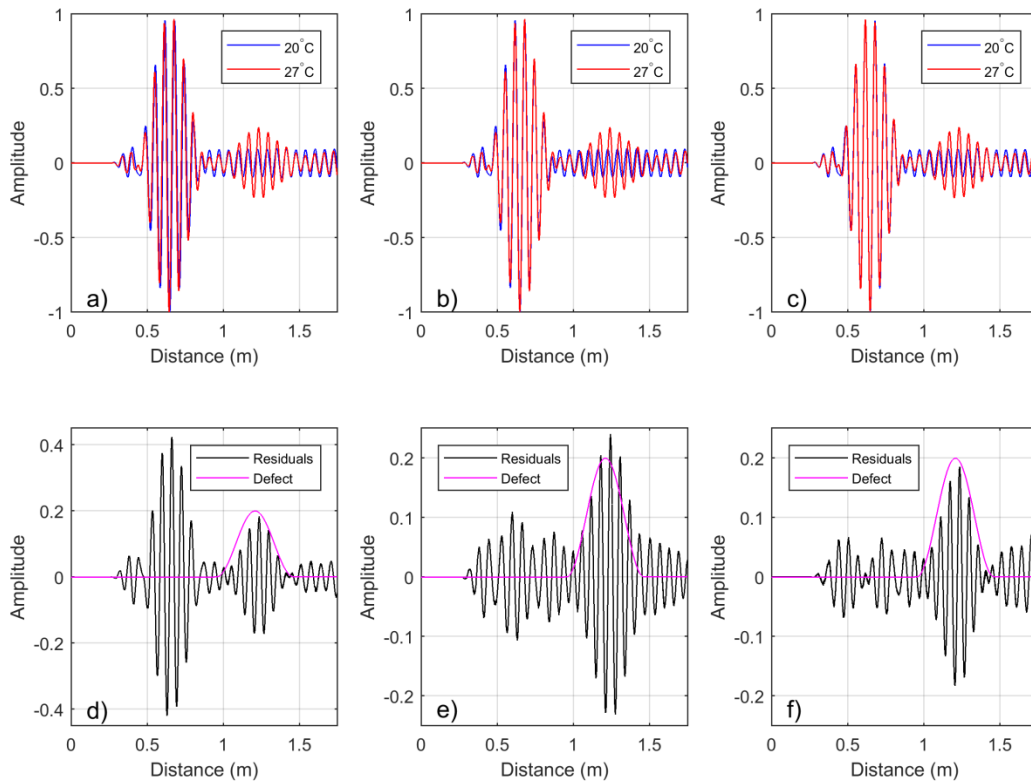 1
0.5
0
-0.5
-1
0
0.5
1
1.5
Amplitude
Distance (m)
20°C
27°C
a)
1
0.5
0
-0.5
-1
0
0.5
1
1.5
Amplitude
Distance (m)
20°C
27°C
b)
1
0.5
0
-0.5
-1
0
0.5
1
1.5
Amplitude
Distance (m)
20°C
27°C
c)
0.4
0.2
0
-0.2
-0.4
0
0.5
1
1.5
Amplitude
Distance (m)
Residuals
Defect
d)
0.2
0.1
0
-0.1
-0.2
0
0.5
1
1.5
Amplitude
Distance (m)
Residuals
Defect
e)
0.2
0.1
0
-0.1
-0.2
0
0.5
1
1.5
Amplitude
Distance (m)
Residuals
Defect
f)